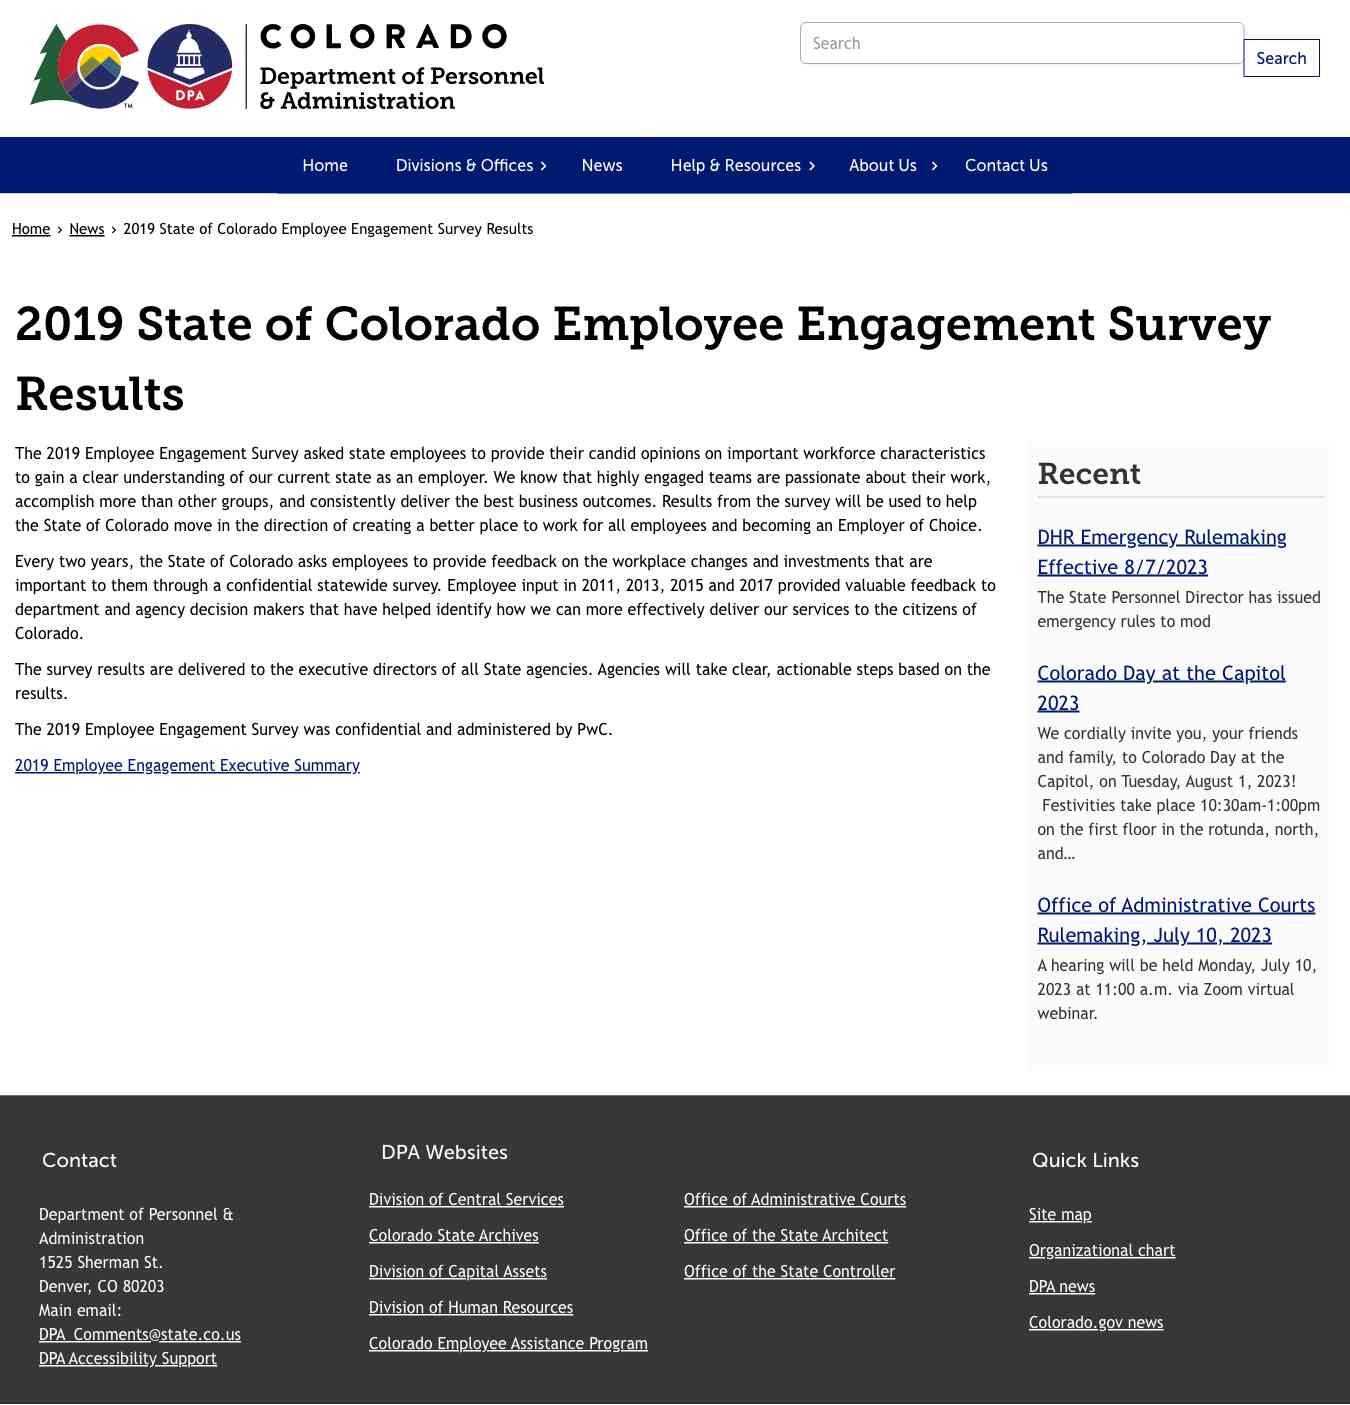 COLORADO
Department of Personnel
& Administration
DPA
TM
Search
Search
Home
Divisions & Offices ›
News
Help & Resources ›
About Us ›
Contact Us
Home › News › 2019 State of Colorado Employee Engagement Survey Results
2019 State of Colorado Employee Engagement Survey
Results
The 2019 Employee Engagement Survey asked state employees to provide their candid opinions on important workforce characteristics
to gain a clear understanding of our current state as an employer. We know that highly engaged teams are passionate about their work,
accomplish more than other groups, and consistently deliver the best business outcomes. Results from the survey will be used to help
the State of Colorado move in the direction of creating a better place to work for all employees and becoming an Employer of Choice.
Every two years, the State of Colorado asks employees to provide feedback on the workplace changes and investments that are
important to them through a confidential statewide survey. Employee input in 2011, 2013, 2015 and 2017 provided valuable feedback to
department and agency decision makers that have helped identify how we can more effectively deliver our services to the citizens of
Colorado.
The survey results are delivered to the executive directors of all State agencies. Agencies will take clear, actionable steps based on the
results.
The 2019 Employee Engagement Survey was confidential and administered by PwC.
2019 Employee Engagement Executive Summary
Recent
DHR Emergency Rulemaking
Effective 8/7/2023
The State Personnel Director has issued
emergency rules to mod
Colorado Day at the Capitol
2023
We cordially invite you, your friends
and family, to Colorado Day at the
Capitol, on Tuesday, August 1, 2023!
Festivities take place 10:30am-1:00pm
on the first floor in the rotunda, north,
and…
Office of Administrative Courts
Rulemaking, July 10, 2023
A hearing will be held Monday, July 10,
2023 at 11:00 a.m. via Zoom virtual
webinar.
Contact
Department of Personnel &
Administration
1525 Sherman St.
Denver, CO 80203
Main email:
DPA_Comments@state.co.us
DPA Accessibility Support
DPA Websites
Division of Central Services
Colorado State Archives
Division of Capital Assets
Division of Human Resources
Colorado Employee Assistance Program
Office of Administrative Courts
Office of the State Architect
Office of the State Controller
Quick Links
Site map
Organizational chart
DPA news
Colorado.gov news